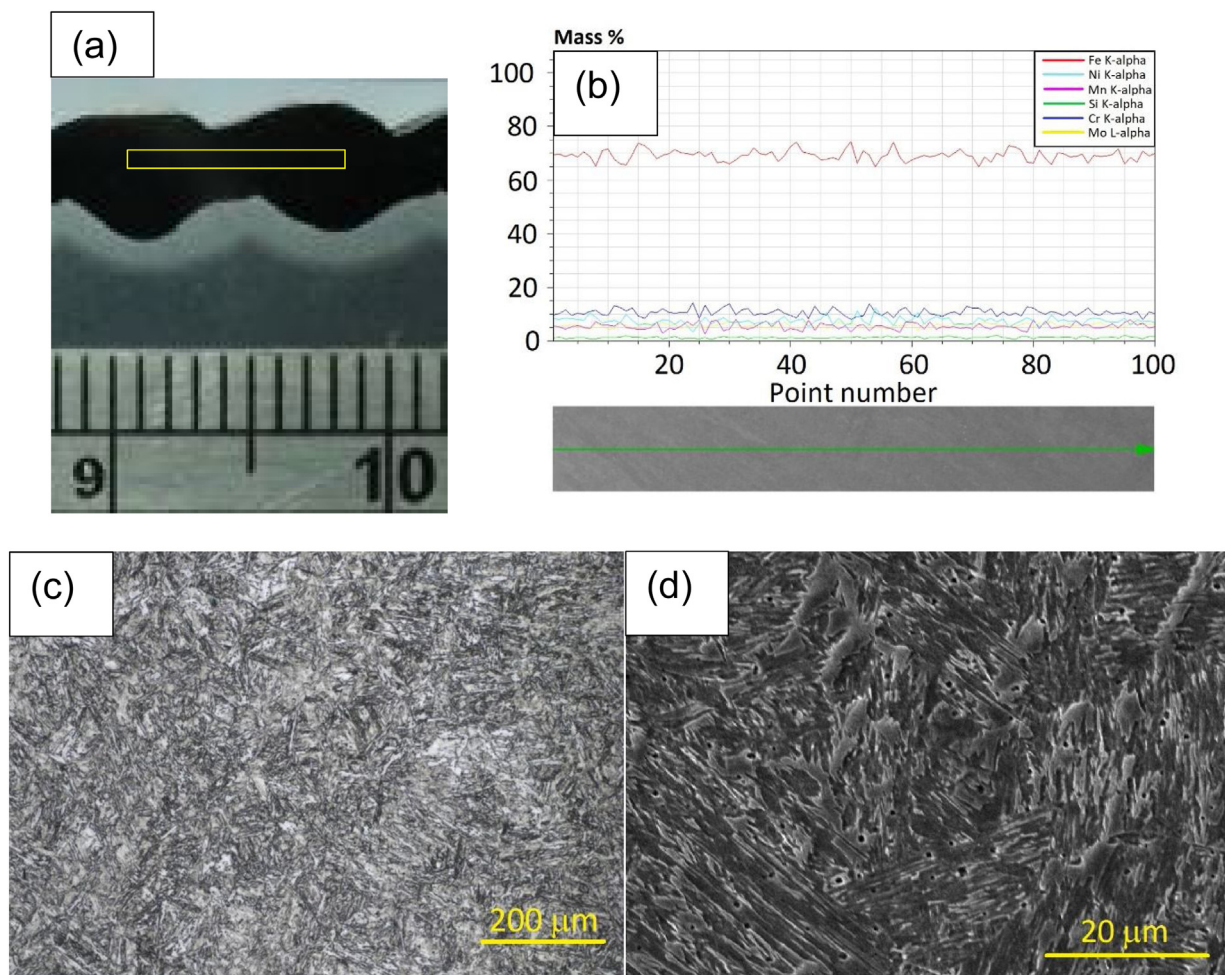 (a)
9
10
Mass %
(b)
100
80
60
40
20
0
Fe K-alpha
Ni K-alpha
Mn K-alpha
Si K-alpha
Cr K-alpha
Mo L-alpha
20 40 60 80 100
Point number
(c)
200 μm
(d)
20 μm